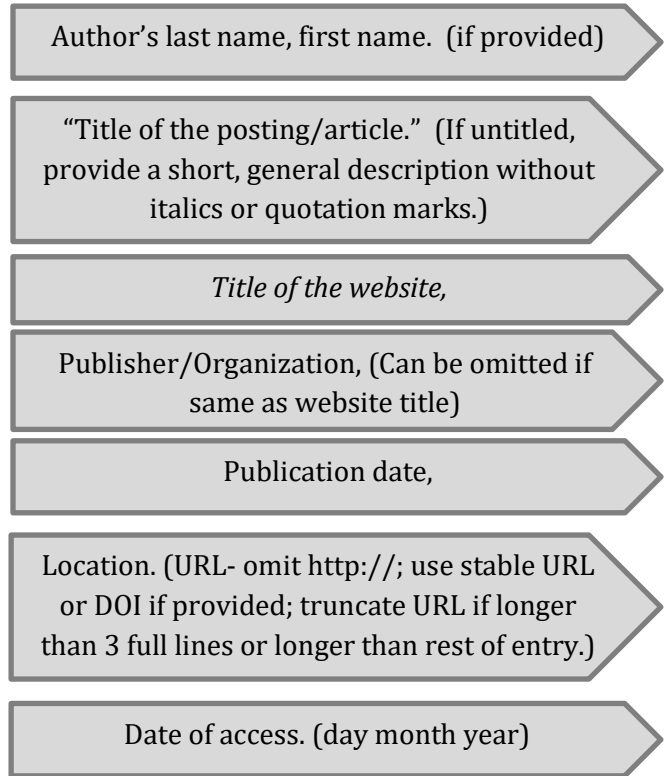 Author’s last name, first name.  (if provided)
“Title of the posting/article.”  (If untitled,
provide a short, general description without
italics or quotation marks.)
Title of the website,
Publisher/Organization, (Can be omitted if
same as website title)
Publication date,
Location. (URL- omit http://; use stable URL
or DOI if provided; truncate URL if longer
than 3 full lines or longer than rest of entry.)
Date of access. (day month year)